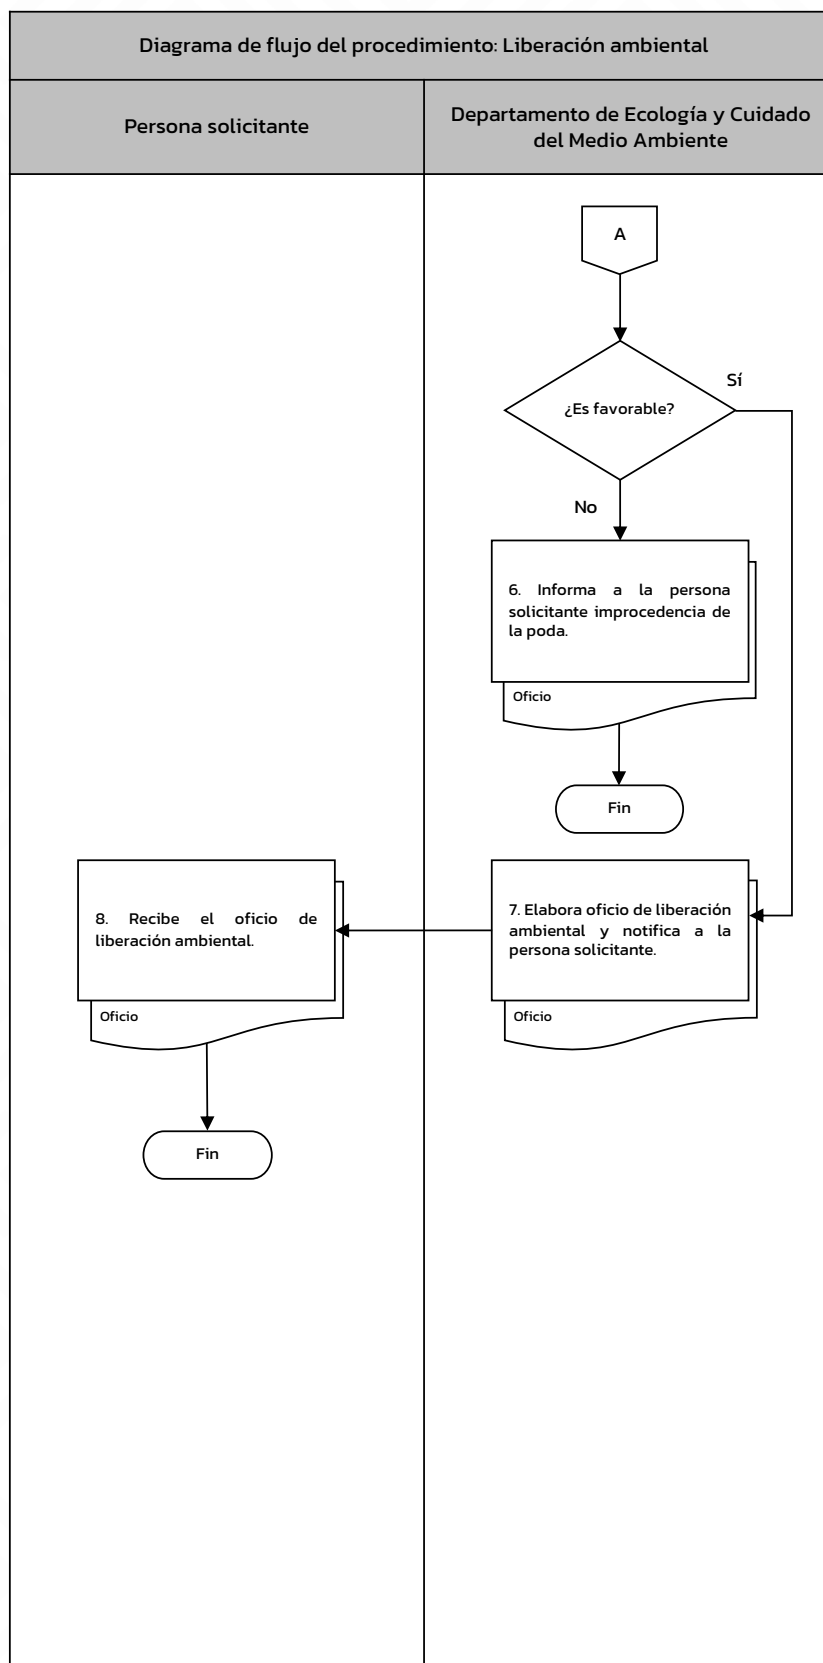 Diagrama de flujo del procedimiento: Liberación ambiental
Persona solicitante
Departamento de Ecología y Cuidado
del Medio Ambiente
A
¿Es favorable?
Sí
No
6. Informa a la persona
solicitante improcedencia de
la poda.
Oficio
Fin
7. Elabora oficio de liberación
ambiental y notifica a la
persona solicitante.
Oficio
8. Recibe el oficio de
liberación ambiental.
Oficio
Fin